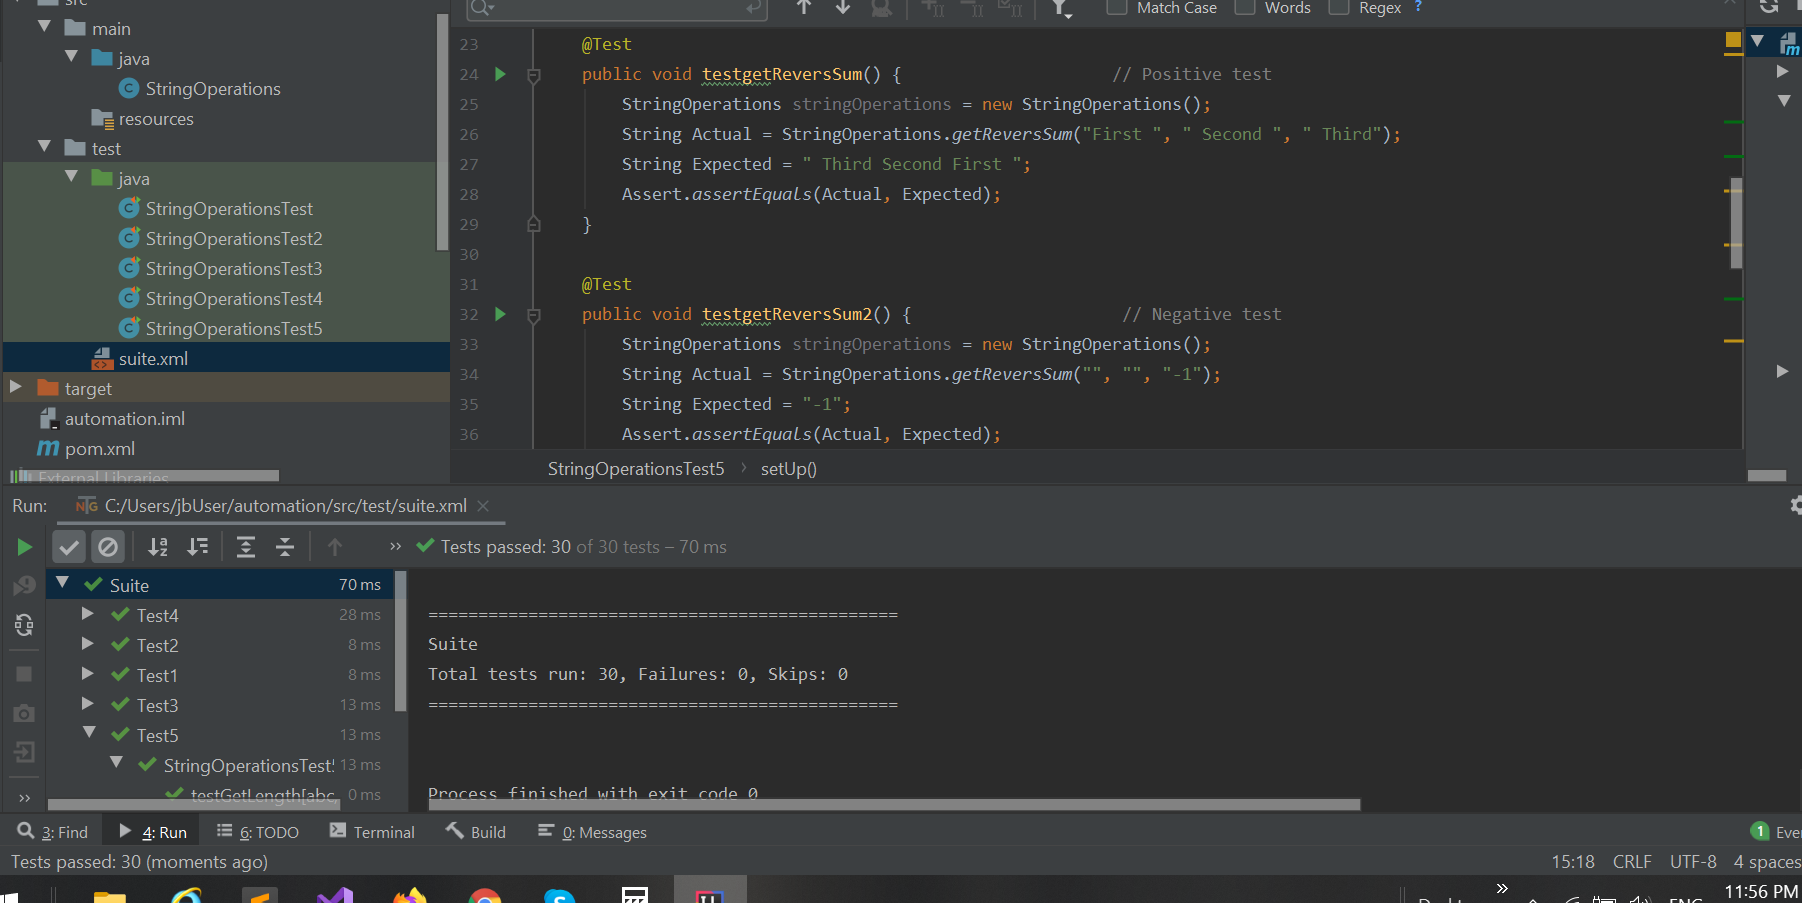 src
main
java
StringOperations
resources
test
java
StringOperationsTest
StringOperationsTest2
StringOperationsTest3
StringOperationsTest4
StringOperationsTest5
suite.xml
target
automation.iml
pom.xml
External Libraries
Match Case Words Regex ?
23 @Test
24 public void testgetReversSum() { // Positive test
25 StringOperations stringOperations = new StringOperations();
26 String Actual = StringOperations.getReversSum("First ", " Second ", " Third");
27 String Expected = " Third Second First ";
28 Assert.assertEquals(Actual, Expected);
29 }
30
31 @Test
32 public void testgetReversSum2() { // Negative test
33 StringOperations stringOperations = new StringOperations();
34 String Actual = StringOperations.getReversSum("", "", "-1");
35 String Expected = "-1";
36 Assert.assertEquals(Actual, Expected);
StringOperationsTest5 › setUp()
Run: C:/Users/jbUser/automation/src/test/suite.xml
» Tests passed: 30 of 30 tests – 70 ms
Suite 70 ms
Test4 28 ms
Test2 8 ms
Test1 8 ms
Test3 13 ms
Test5 13 ms
StringOperationsTest5 13 ms
testGetLength[abc, 0 ms
===============================================
Suite
Total tests run: 30, Failures: 0, Skips: 0
===============================================
Process finished with exit code 0
3: Find 4: Run 6: TODO Terminal Build 0: Messages 1 Eve
Tests passed: 30 (moments ago) 15:18 CRLF UTF-8 4 spaces
11:56 PM
ENG